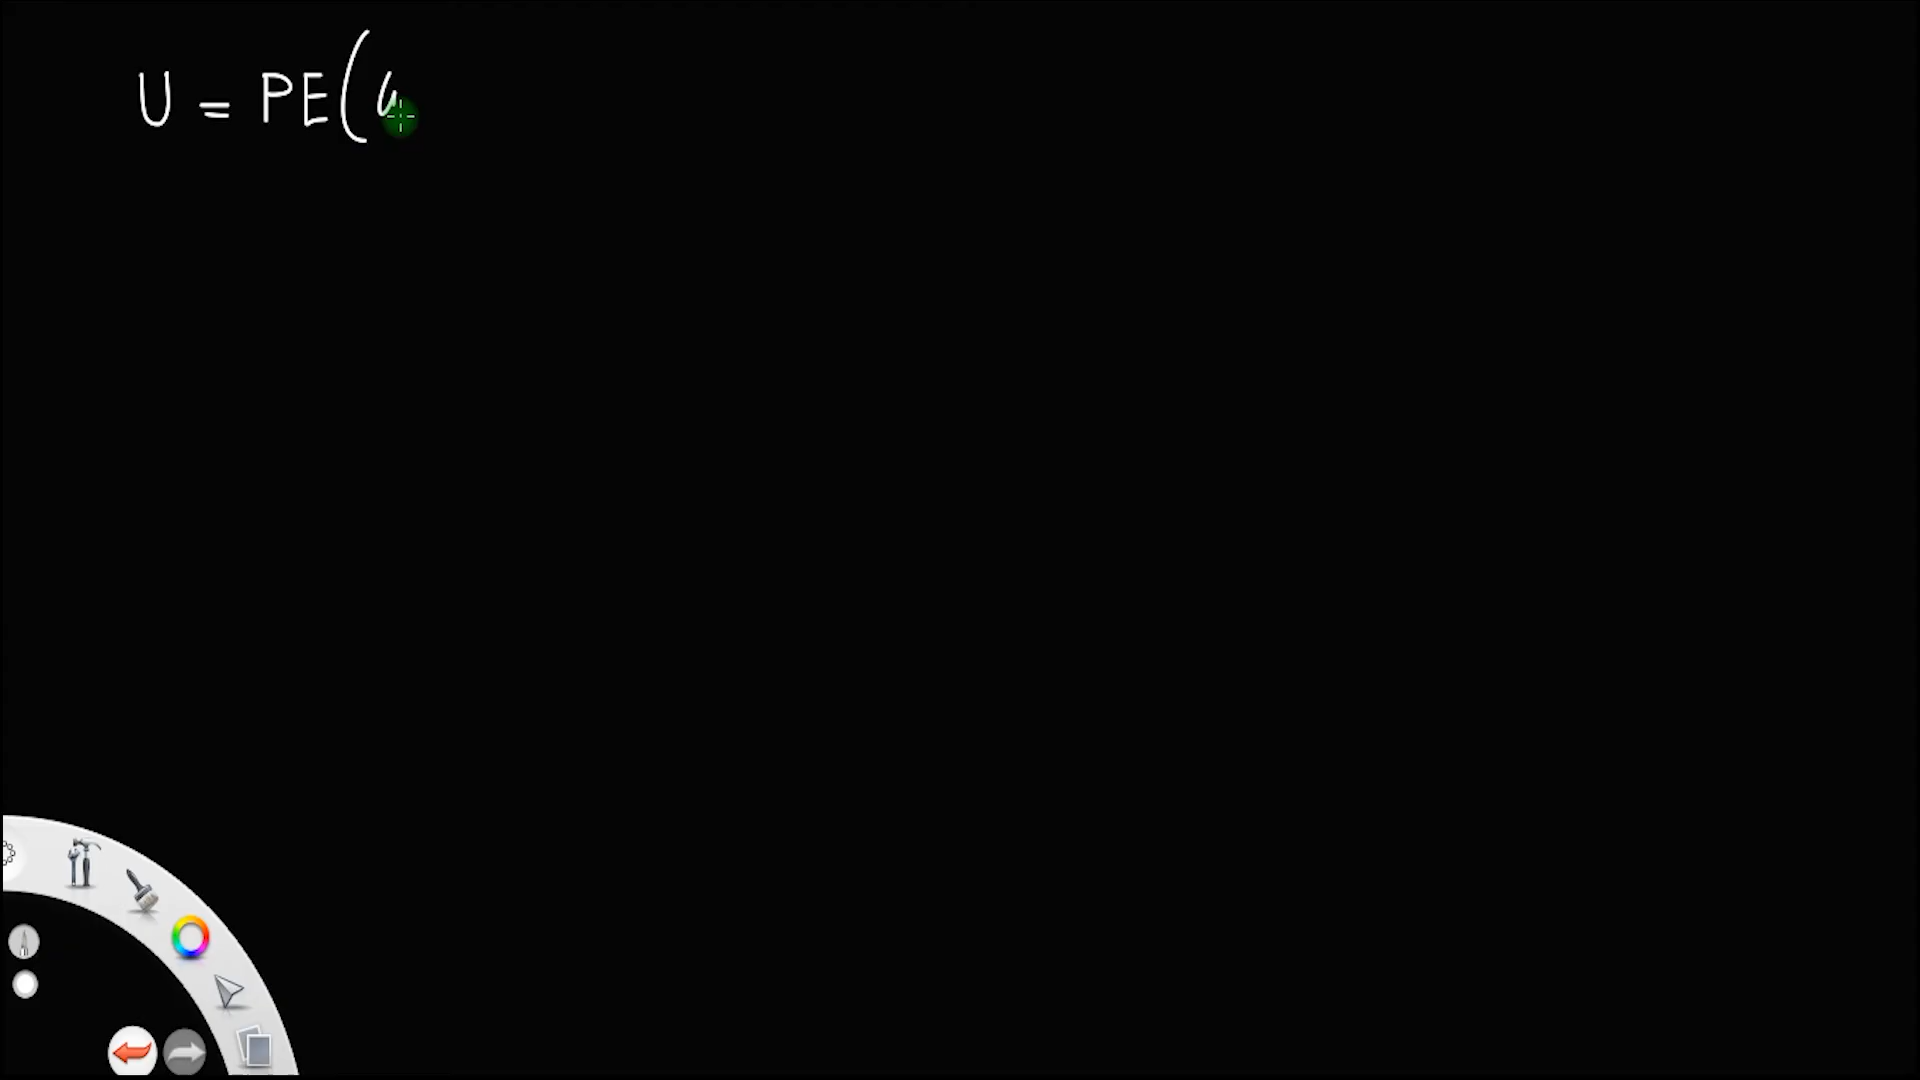 U = PE(